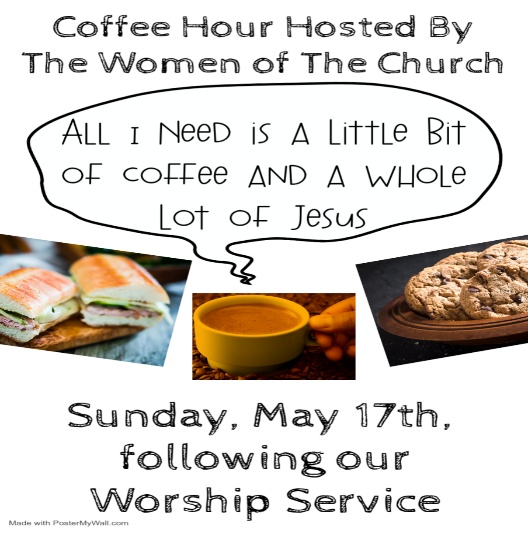 Coffee Hour Hosted By
The Women of The Church
All i need is a little bit
of coffee and a whole
lot of Jesus
Sunday, May 17th,
following our
Worship Service
Made with PosterMyWall.com